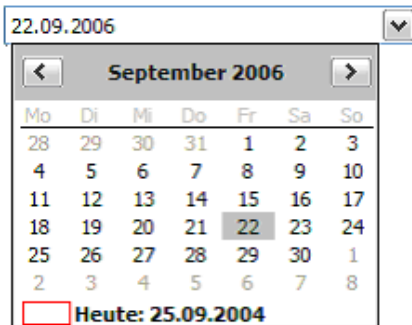 22.09.2006
September 2006
Mo Di Mi Do Fr Sa So
28 29 30 31 1 2 3
4 5 6 7 8 9 10
11 12 13 14 15 16 17
18 19 20 21 22 23 24
25 26 27 28 29 30 1
2 3 4 5 6 7 8
Heute: 25.09.2004